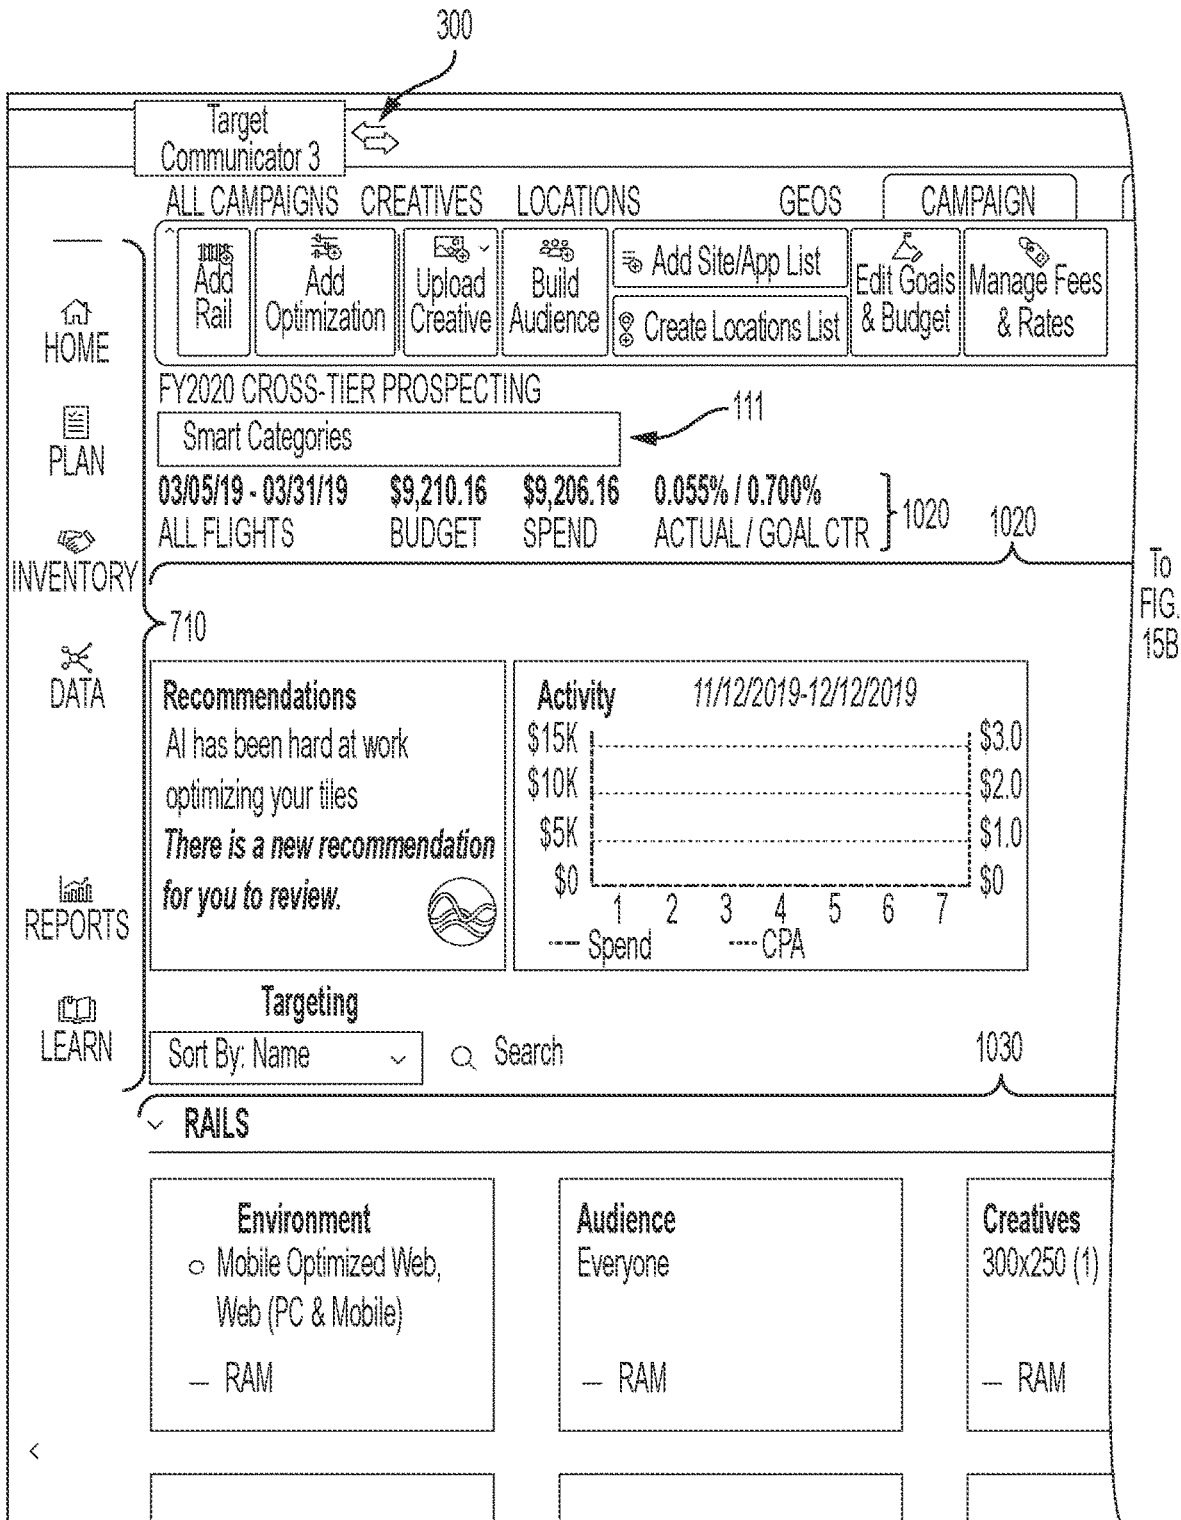 300
Target
Communicator 3
ALL CAMPAIGNS CREATIVES LOCATIONS GEOS CAMPAIGN
Add
Rail
Add
Optimization
Upload
Creative
Build
Audience
Add Site/App List
Create Locations List
Edit Goals
& Budget
Manage Fees
& Rates
HOME
PLAN
INVENTORY
DATA
REPORTS
LEARN
FY2020 CROSS-TIER PROSPECTING
Smart Categories
111
03/05/19 - 03/31/19 $9,210.16 $9,206.16 0.055% / 0.700%
ALL FLIGHTS BUDGET SPEND ACTUAL / GOAL CTR
1020
1020
To
FIG.
15B
710
Recommendations
AI has been hard at work
optimizing your tiles
There is a new recommendation
for you to review.
Activity 11/12/2019-12/12/2019
$15K $3.0
$10K $2.0
$5K $1.0
$0 $0
1 2 3 4 5 6 7
Spend CPA
Targeting
Sort By: Name Search
1030
RAILS
Environment
Mobile Optimized Web,
Web (PC & Mobile)
RAM
Audience
Everyone
RAM
Creatives
300x250 (1)
RAM